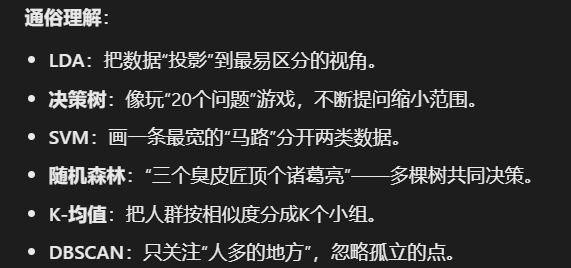 通俗理解：
• LDA：把数据“投影”到最易区分的视角。
• 决策树：像玩“20个问题”游戏，不断提问缩小范围。
• SVM：画一条最宽的“马路”分开两类数据。
• 随机森林：“三个臭皮匠顶个诸葛亮”——多棵树共同决策。
• K-均值：把人群按相似度分成K个小组。
• DBSCAN：只关注“人多的地方”，忽略孤立的点。